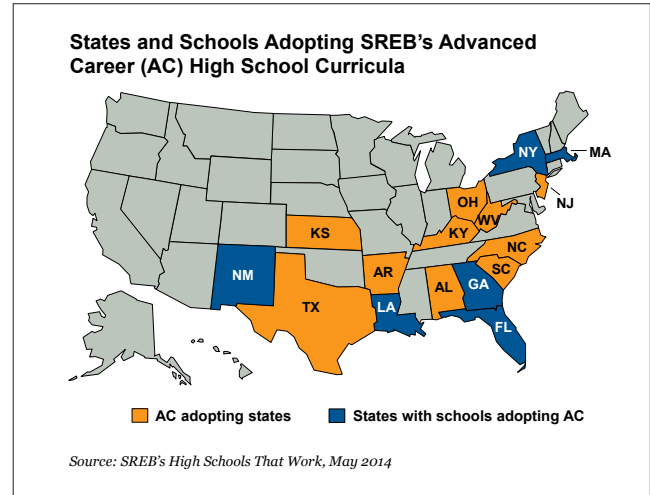 States and Schools Adopting SREB's Advanced
Career (AC) High School Curricula
NY
MA
OH
NJ
WV
KS
KY
NC
NM
AR
SC
TX
LA
AL
GA
FL
AC adopting states
States with schools adopting AC
Source: SREB's High Schools That Work, May 2014